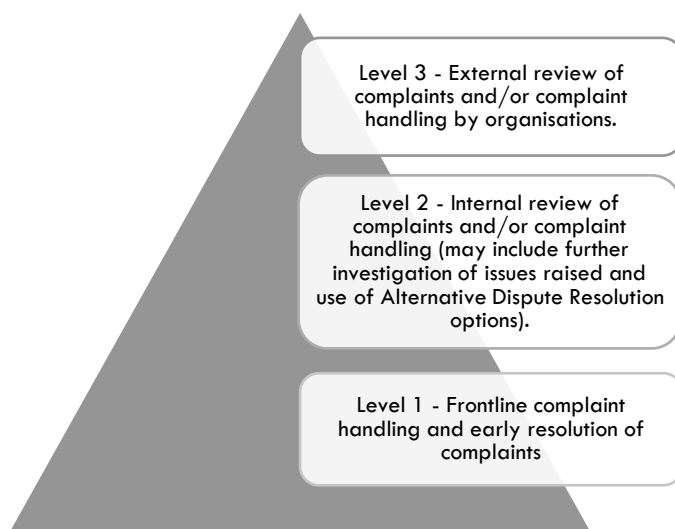 Level 3 - External review of
complaints and/or complaint
handling by organisations.
Level 2 - Internal review of
complaints and/or complaint
handling (may include further
investigation of issues raised and
use of Alternative Dispute Resolution
options).
Level 1 - Frontline complaint
handling and early resolution of
complaints